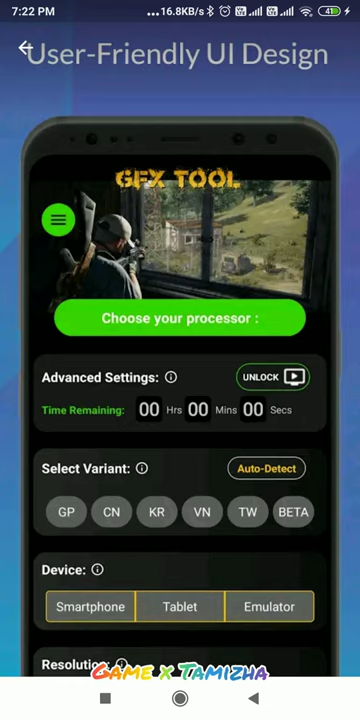 7:22 PM ...16.8KB/s 41
User-Friendly UI Design
GFX TOOL
Choose your processor :
Advanced Settings: UNLOCK
Time Remaining: 00 Hrs 00 Mins 00 Secs
Select Variant: Auto-Detect
GP CN KR VN TW BETA
Device:
Smartphone Tablet Emulator
Resolution:
GAME X TAMIZHA